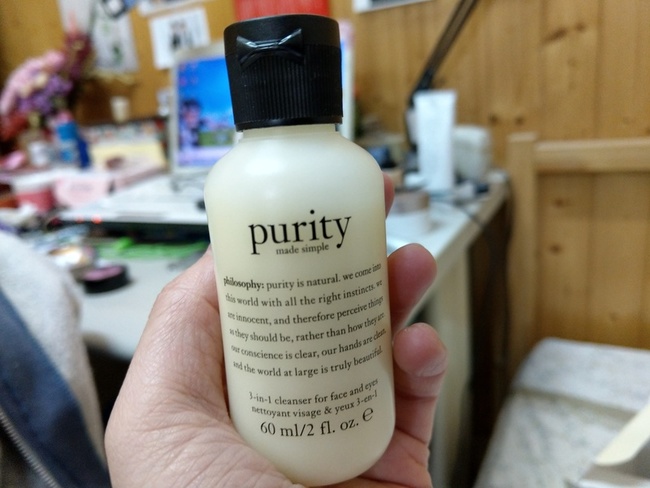 purity
made simple
philosophy: purity is natural. we come into
this world with all the right instincts. we
are innocent, and therefore perceive things
as they should be, rather than how they are.
our conscience is clear, our hands are clean,
and the world at large is truly beautiful.
3-in-1 cleanser for face and eyes
nettoyant visage & yeux 3-en-1
60 ml/2 fl. oz. ℮